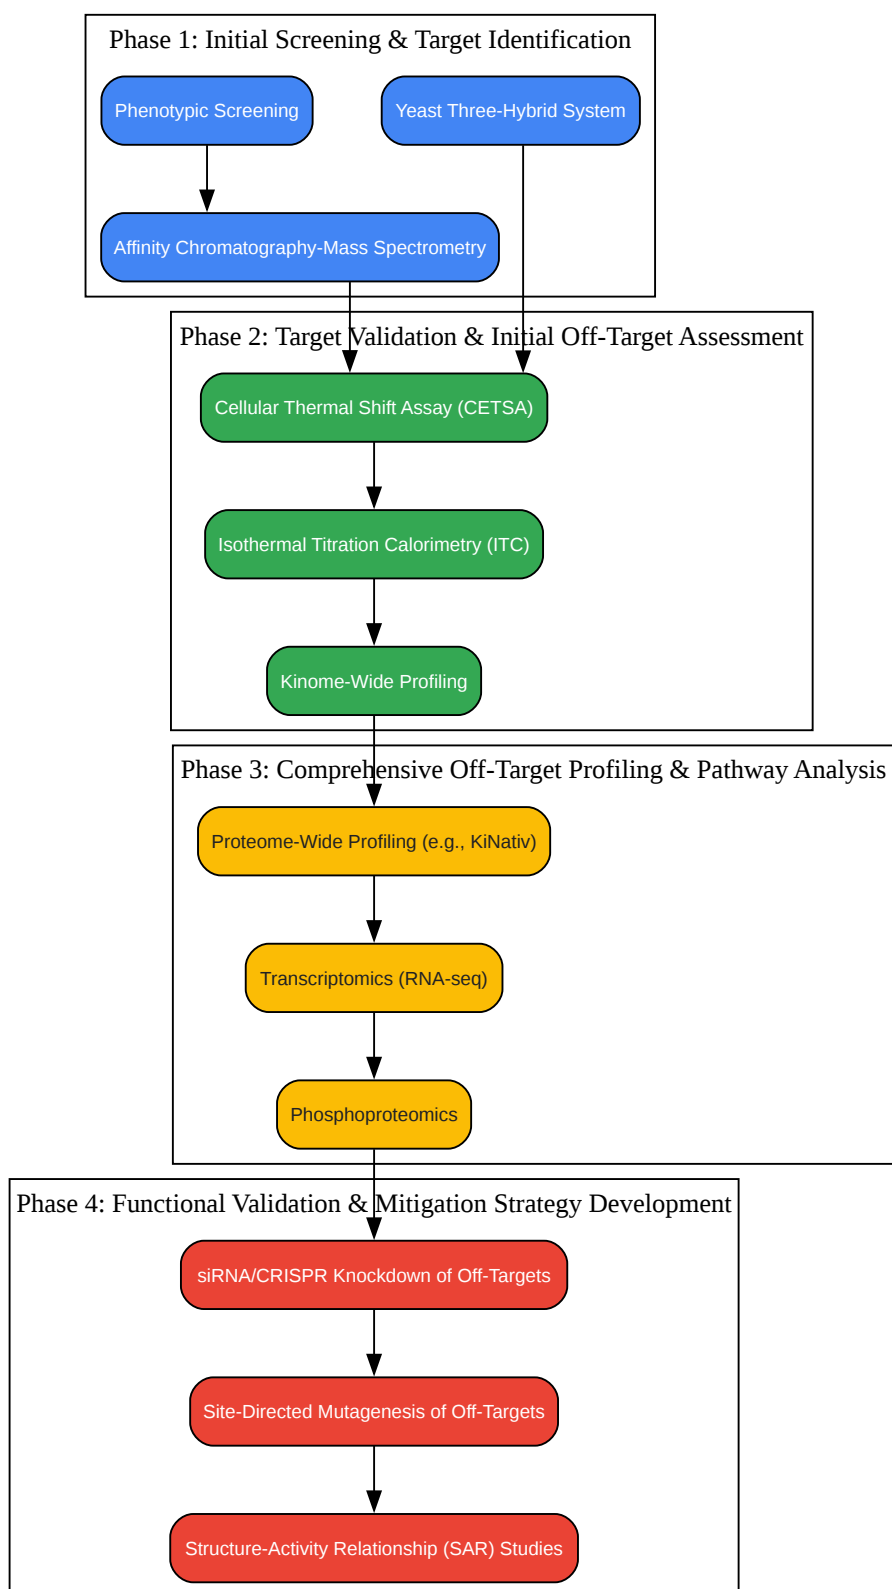 Phase 1: Initial Screening & Target Identification
Phenotypic Screening
Yeast Three-Hybrid System
Affinity Chromatography-Mass Spectrometry
Phase 2: Target Validation & Initial Off-Target Assessment
Cellular Thermal Shift Assay (CETSA)
Isothermal Titration Calorimetry (ITC)
Kinome-Wide Profiling
Phase 3: Comprehensive Off-Target Profiling & Pathway Analysis
Proteome-Wide Profiling (e.g., KiNativ)
Transcriptomics (RNA-seq)
Phosphoproteomics
Phase 4: Functional Validation & Mitigation Strategy Development
siRNA/CRISPR Knockdown of Off-Targets
Site-Directed Mutagenesis of Off-Targets
Structure-Activity Relationship (SAR) Studies